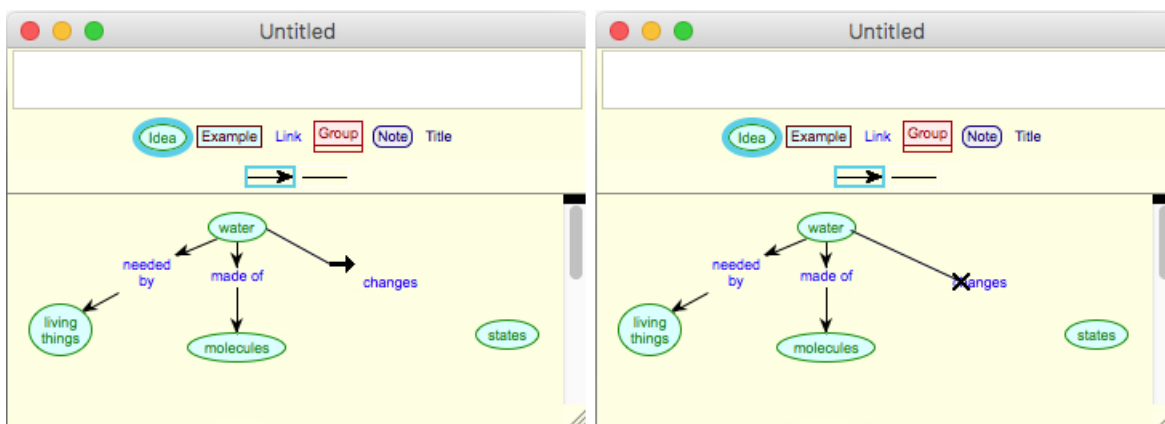 Untitled
Idea Example Link Group Note Title
water
needed
by
made of
changes
living
things
molecules
states
Untitled
Idea Example Link Group Note Title
water
needed
by
made of
changes
living
things
molecules
states